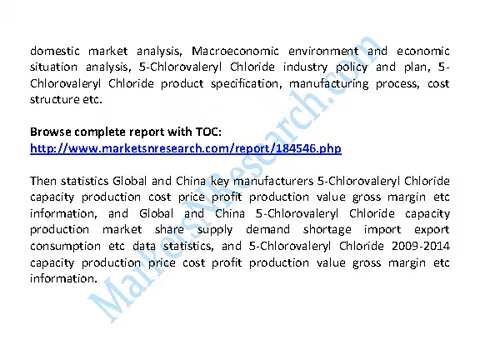 domestic market analysis, Macroeconomic environment and economic
situation analysis, 5-Chlorovaleryl Chloride industry policy and plan, 5-
Chlorovaleryl Chloride product specification, manufacturing process, cost
structure etc.
Browse complete report with TOC:
http://www.marketsnresearch.com/report/184546.php
Then statistics Global and China key manufacturers 5-Chlorovaleryl Chloride
capacity production cost price profit production value gross margin etc
information, and Global and China 5-Chlorovaleryl Chloride capacity
production market share supply demand shortage import export
consumption etc data statistics, and 5-Chlorovaleryl Chloride 2009-2014
capacity production price cost profit production value gross margin etc
information.
MarketsNResearch.com